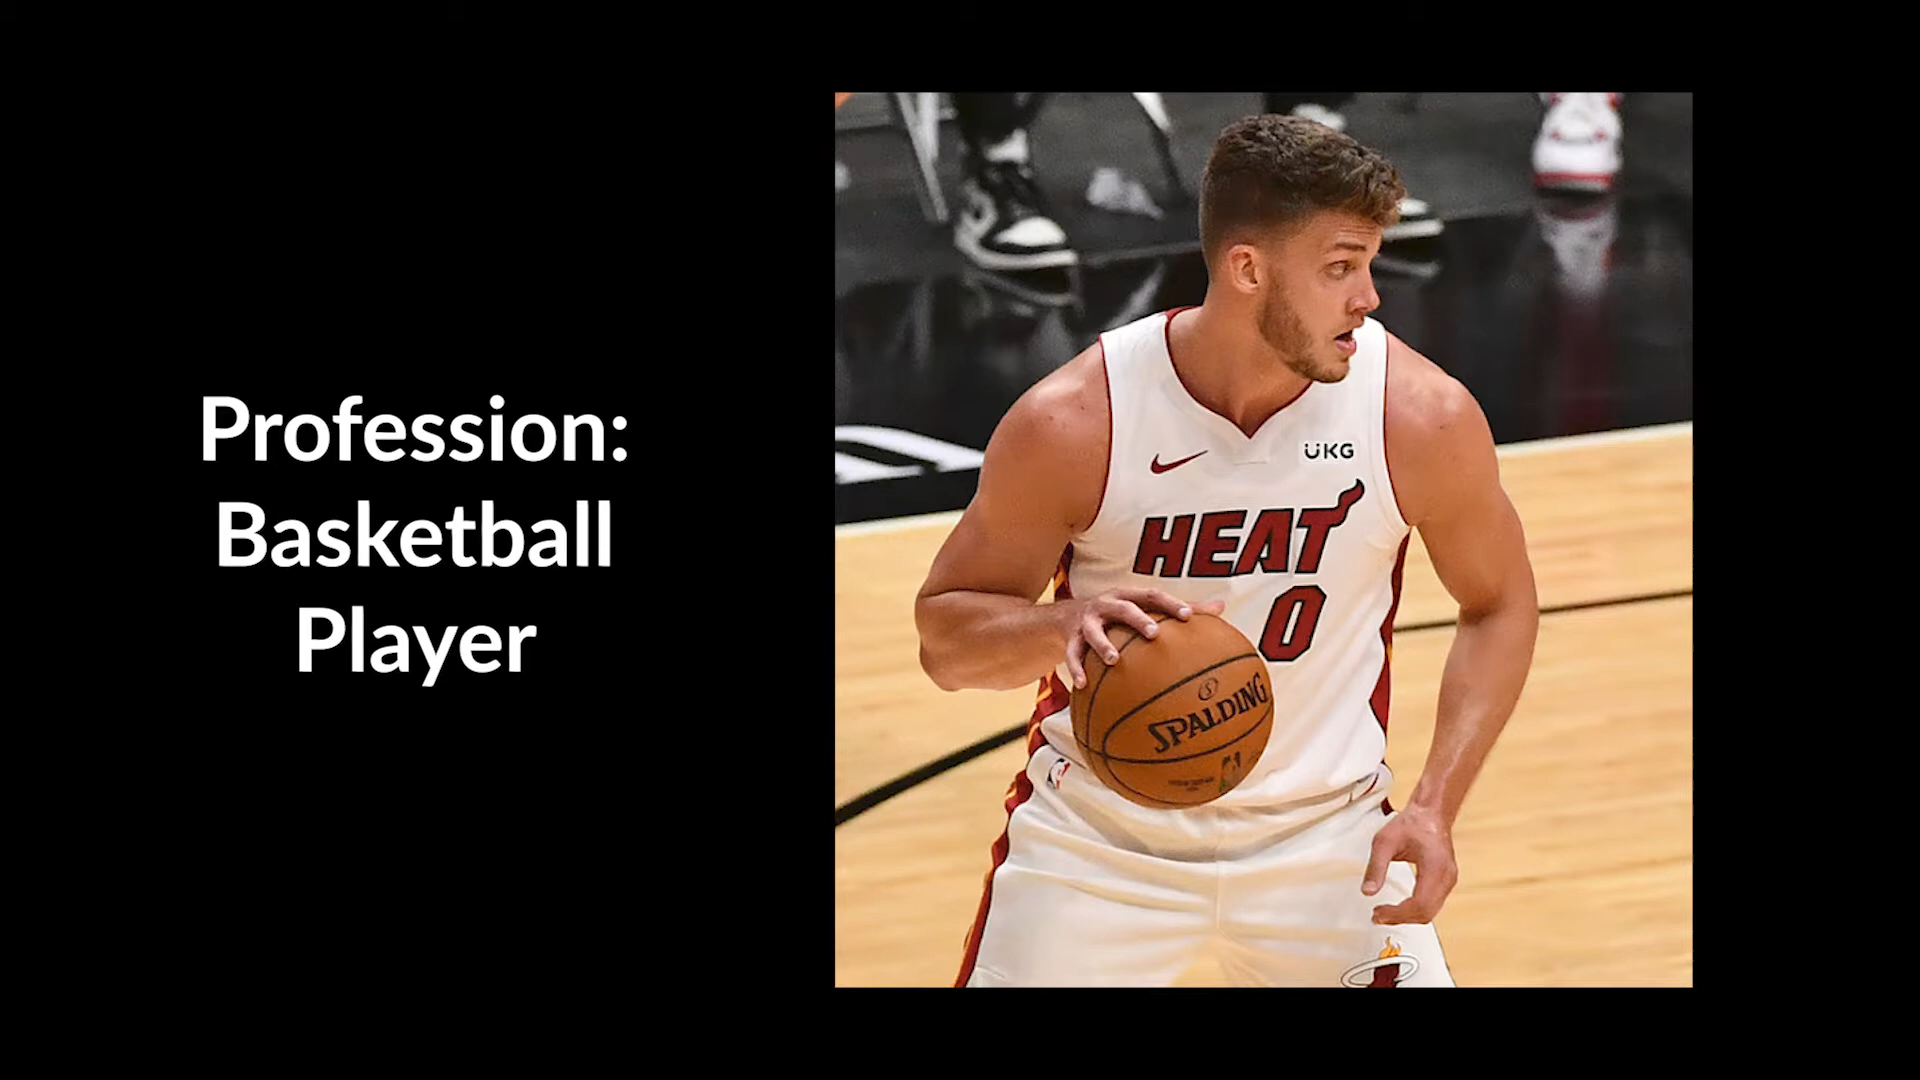 Profession:
Basketball
Player
UKG
HEAT
0
SPALDING